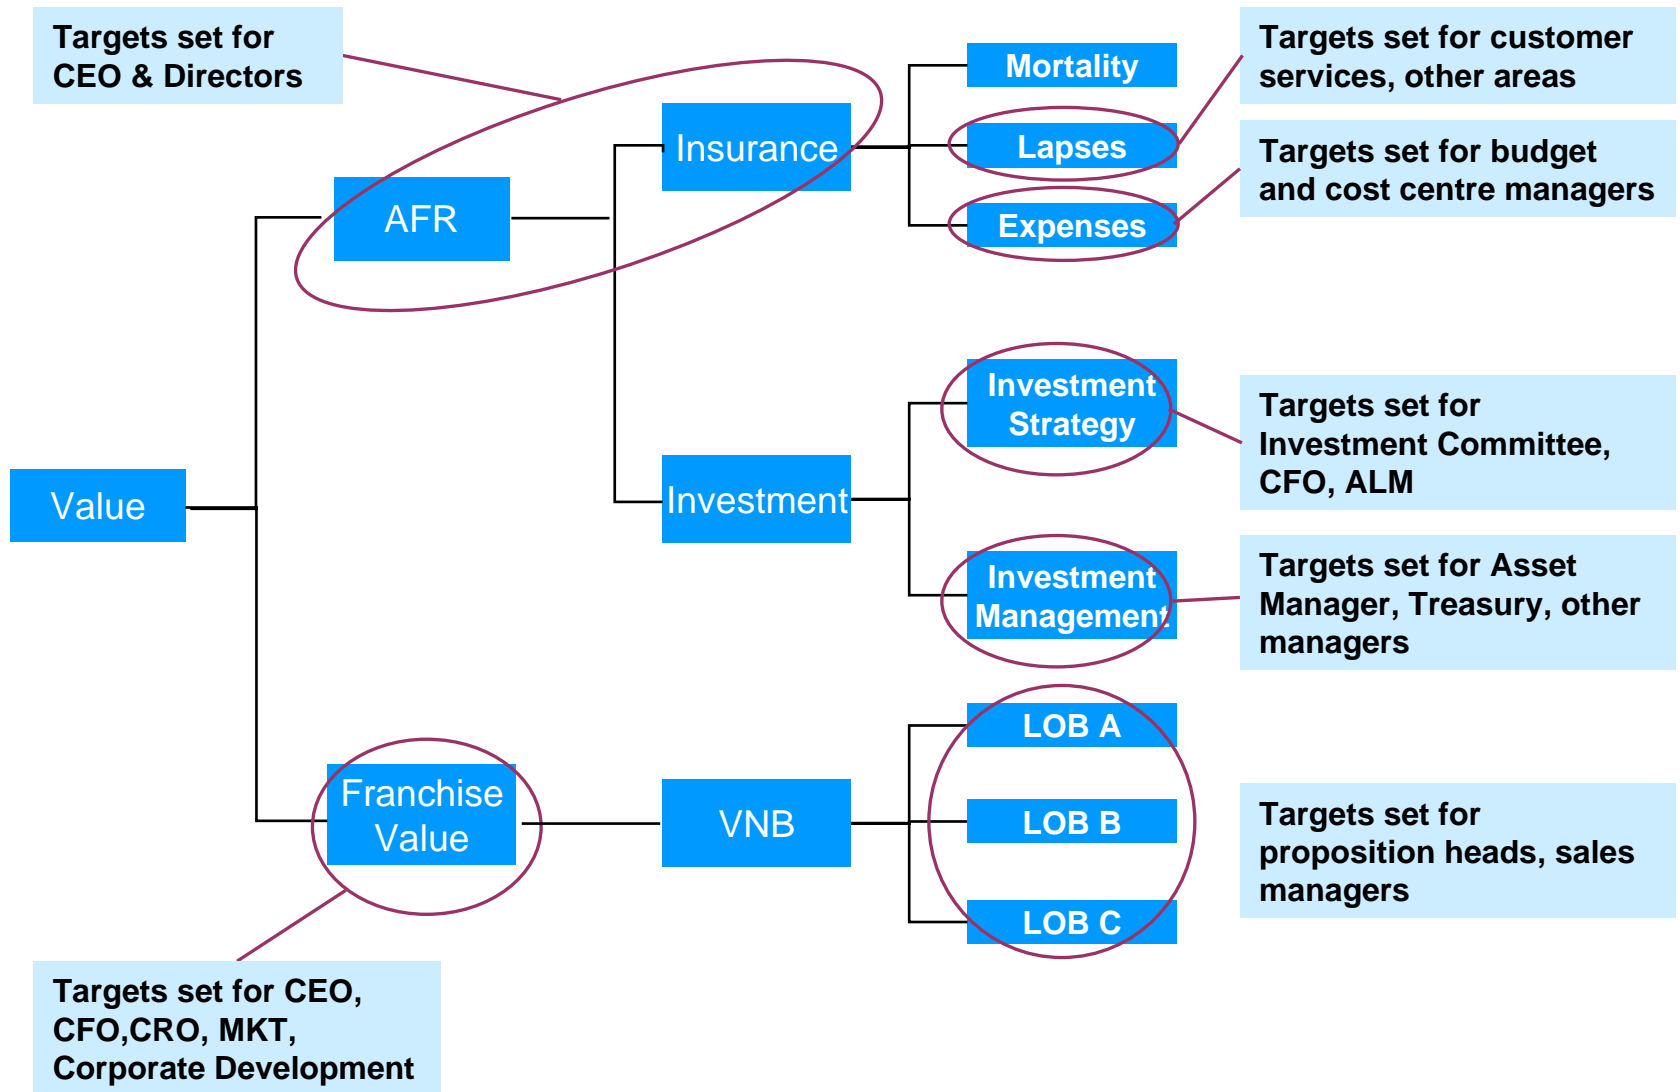 Targets set for
CEO & Directors
Mortality
Targets set for customer
services, other areas
Insurance
Lapses
Targets set for budget
and cost centre managers
AFR
Expenses
Investment
Strategy
Targets set for
Investment Committee,
CFO, ALM
Value
Investment
Investment
Management
Targets set for Asset
Manager, Treasury, other
managers
LOB A
Franchise
Value
VNB
LOB B
Targets set for
proposition heads, sales
managers
LOB C
Targets set for CEO,
CFO,CRO, MKT,
Corporate Development